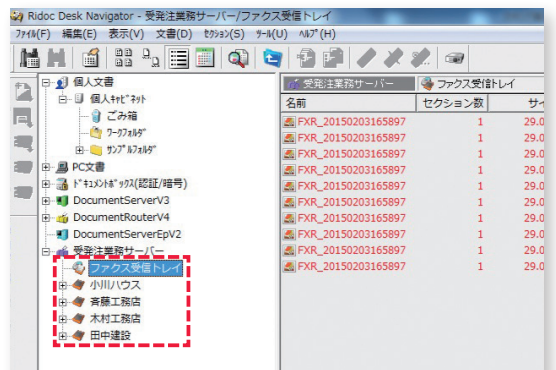 Ridoc Desk Navigator - 受発注業務サーバー/ファクス受信トレイ
ファイル(F) 編集(E) 表示(V) 文書(D) セクション(S) ツール(U) ヘルプ(H)
個人文書
個人キャビネット
ごみ箱
ワークフォルダ
サンプルフォルダ
PC文書
ドキュメントボックス(認証/暗号)
DocumentServerV3
DocumentRouterV4
DocumentServerEpV2
受発注業務サーバー
ファクス受信トレイ
小川ハウス
斉藤工務店
木村工務店
田中建設
受発注業務サーバー ファクス受信トレイ
名前 セクション数 サイ
FXR_20150203165897 1 29.0
FXR_20150203165897 1 29.0
FXR_20150203165897 1 29.0
FXR_20150203165897 1 29.0
FXR_20150203165897 1 29.0
FXR_20150203165897 1 29.0
FXR_20150203165897 1 29.0
FXR_20150203165897 1 29.0
FXR_20150203165897 1 29.0